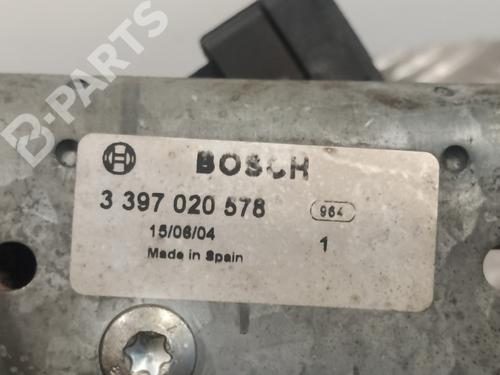 B-PARTS
BOSCH
3 397 020 578 964
15/06/04 1
Made in Spain